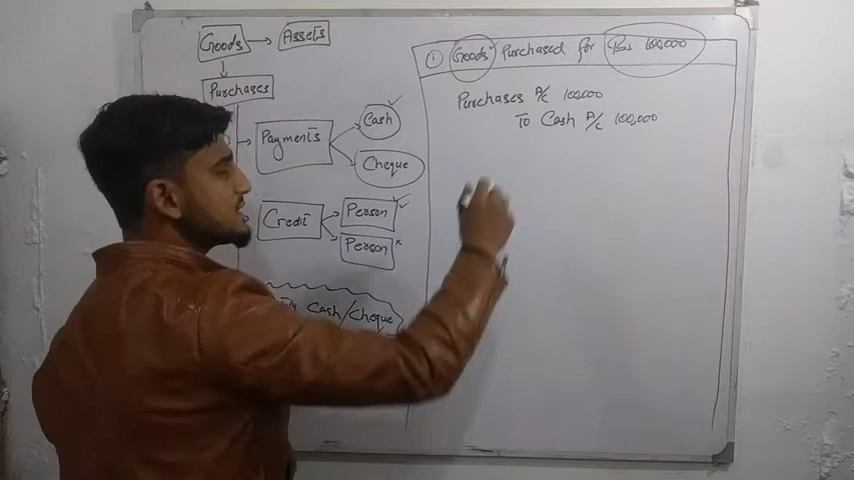 Goods → Assets
Purchases
Payments
Cash ✓
Cheque
Credit
Person ✓
Person ×
Cash/Cheque
① Goods Purchased for Rs 100,000
Purchases A/c 100,000
To Cash A/c 100,000